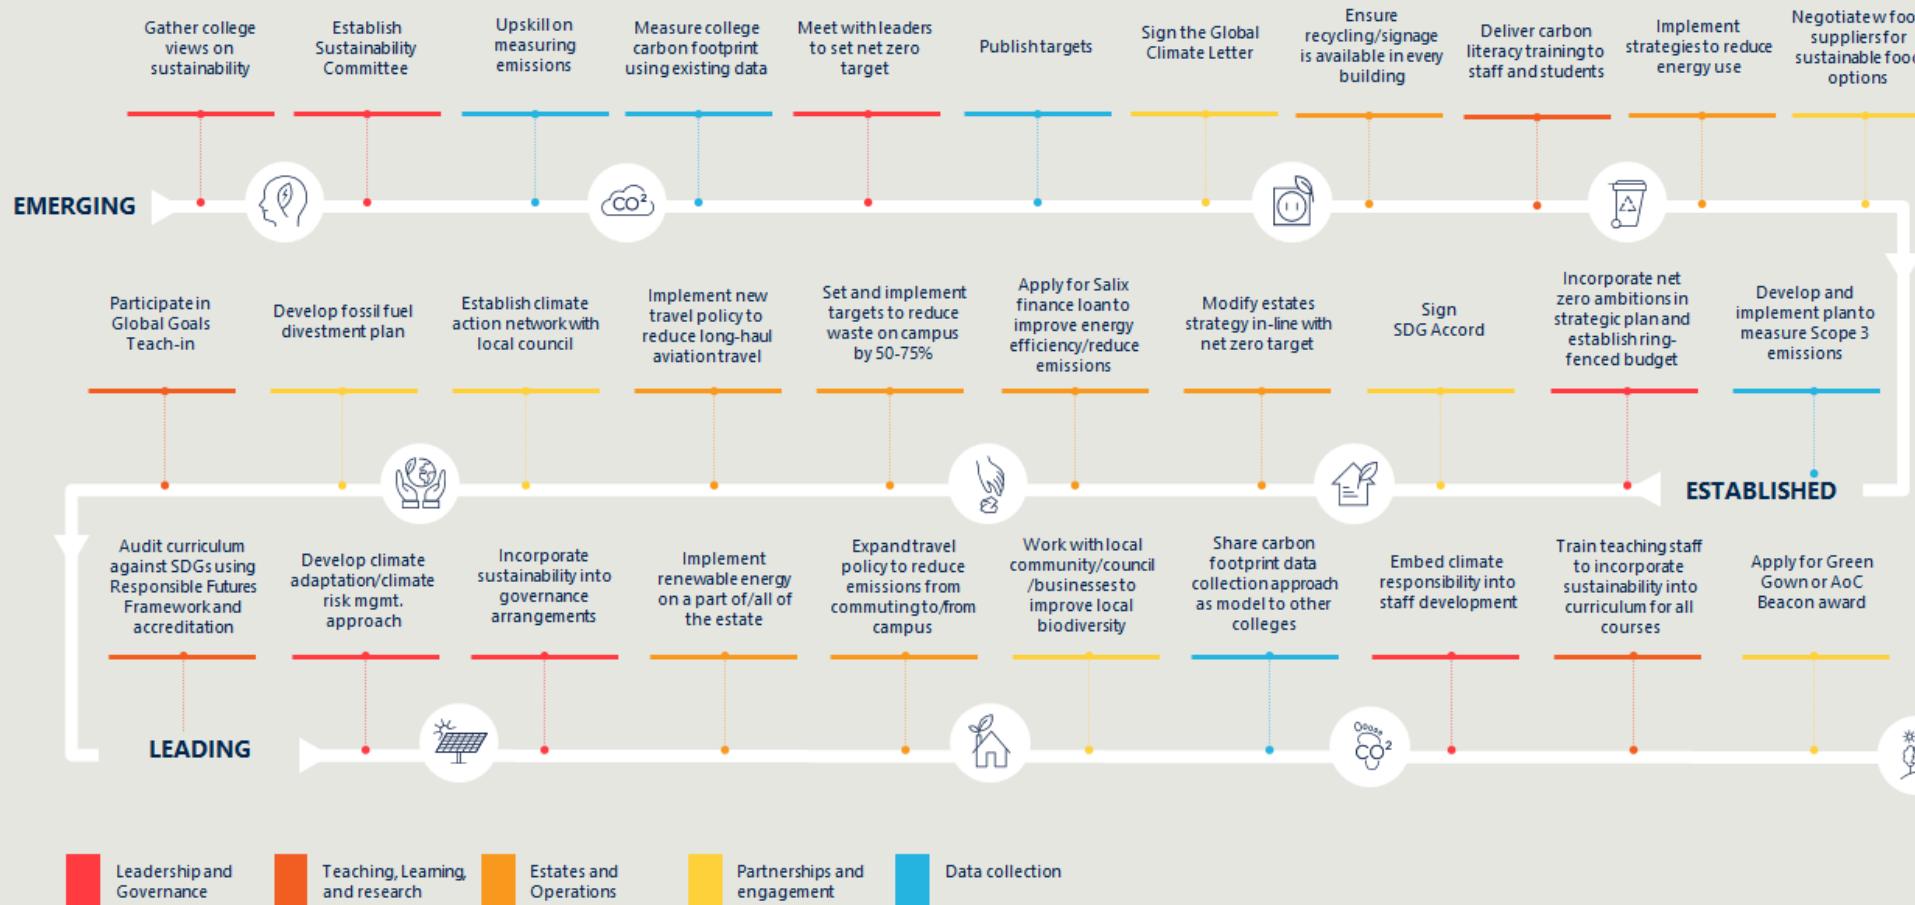 Gather college
views on
sustainability
Establish
Sustainability
Committee
Upskill on
measuring
emissions
Measure college
carbon footprint
using existing data
Meet with leaders
to set net zero
target
Publish targets
Sign the Global
Climate Letter
Ensure
recycling/signage
is available in every
building
Deliver carbon
literacy training to
staff and students
Implement
strategies to reduce
energy use
Negotiate w foo
suppliers for
sustainable food
options
EMERGING
CO²
Participate in
Global Goals
Teach-in
Develop fossil fuel
divestment plan
Establish climate
action network with
local council
Implement new
travel policy to
reduce long-haul
aviation travel
Set and implement
targets to reduce
waste on campus
by 50-75%
Apply for Salix
finance loan to
improve energy
efficiency/reduce
emissions
Modify estates
strategy in-line with
net zero target
Sign
SDG Accord
Incorporate net
zero ambitions in
strategic plan and
establish ring-
fenced budget
Develop and
implement plan to
measure Scope 3
emissions
ESTABLISHED
Audit curriculum
against SDGs using
Responsible Futures
Framework and
accreditation
Develop climate
adaptation/climate
risk mgmt.
approach
Incorporate
sustainability into
governance
arrangements
Implement
renewable energy
on a part of/all of
the estate
Expand travel
policy to reduce
emissions from
commuting to/from
campus
Work with local
community/council
/businesses to
improve local
biodiversity
Share carbon
footprint data
collection approach
as model to other
colleges
Embed climate
responsibility into
staff development
Train teaching staff
to incorporate
sustainability into
curriculum for all
courses
Apply for Green
Gown or AoC
Beacon award
LEADING
CO²
Leadership and
Governance
Teaching, Learning,
and research
Estates and
Operations
Partnerships and
engagement
Data collection